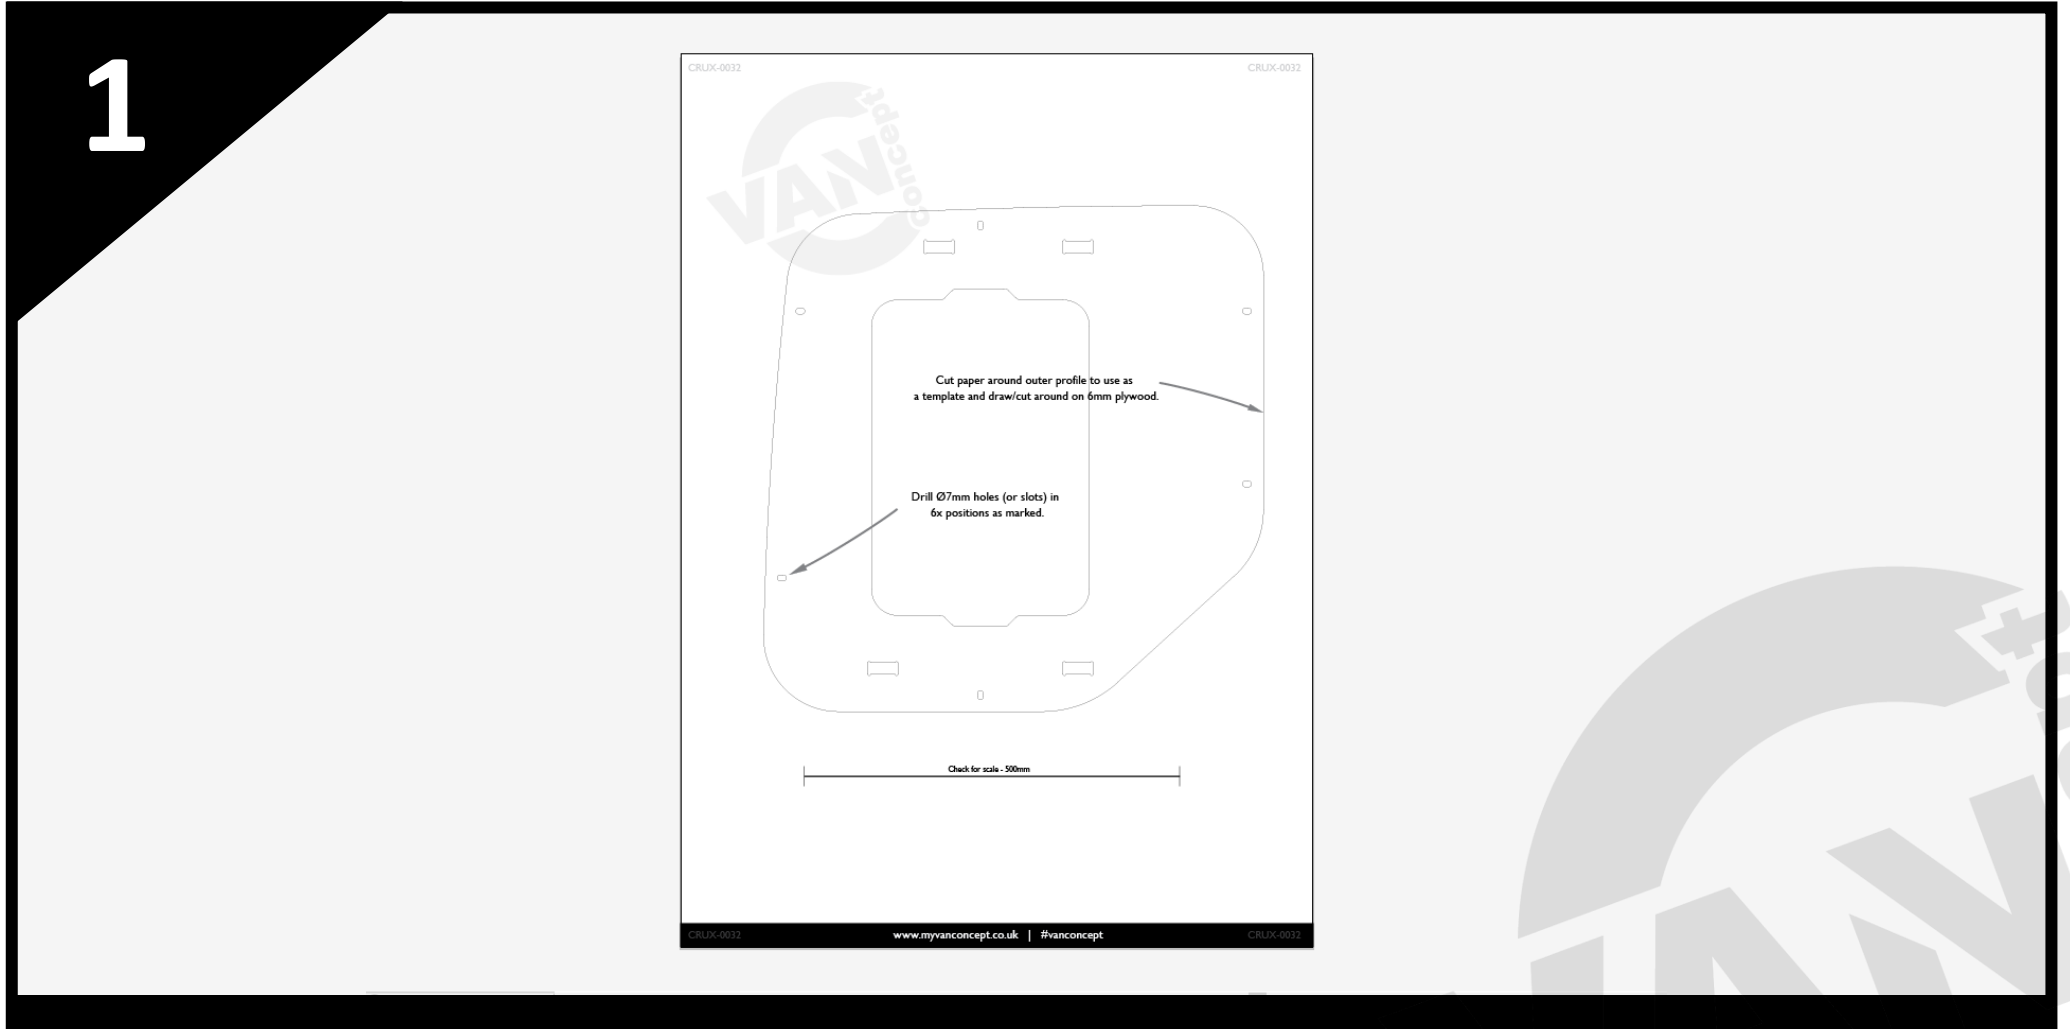 1
CRUX-0032 CRUX-0032
VAN concept
Cut paper around outer profile to use as
a template and draw/cut around on 6mm plywood.
Drill Ø7mm holes (or slots) in
6x positions as marked.
Check for scale - 500mm
CRUX-0032 www.myvanconcept.co.uk | #vanconcept CRUX-0032
VAN